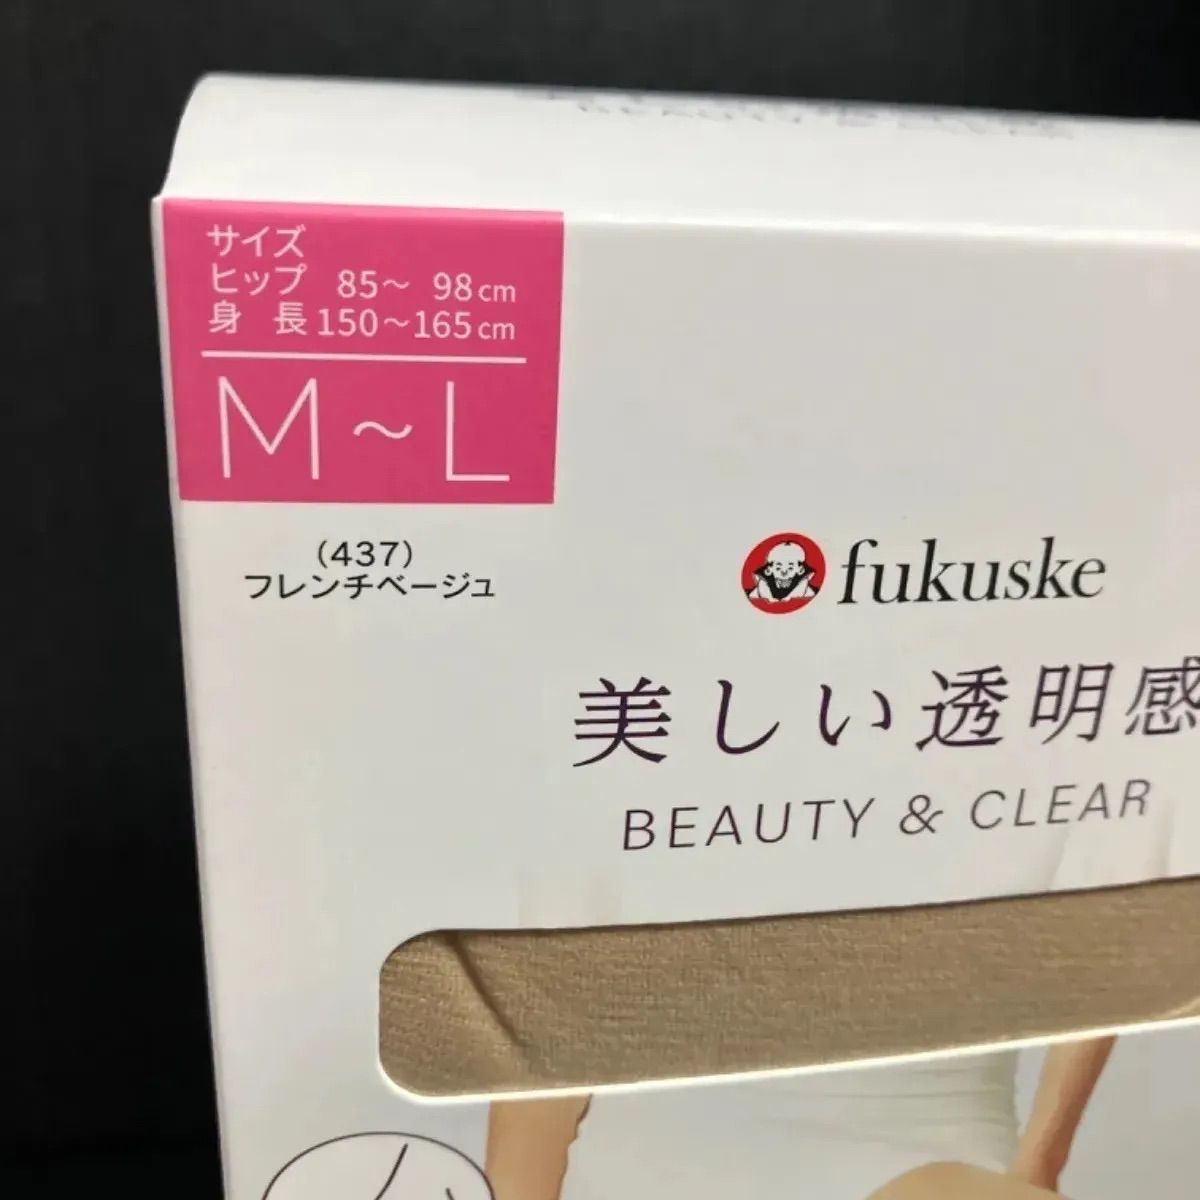 サイズ
ヒップ 85～ 98cm
身 長 150～165cm
M～L
(437)
フレンチベージュ
fukuske
美しい透明感
BEAUTY & CLEAR